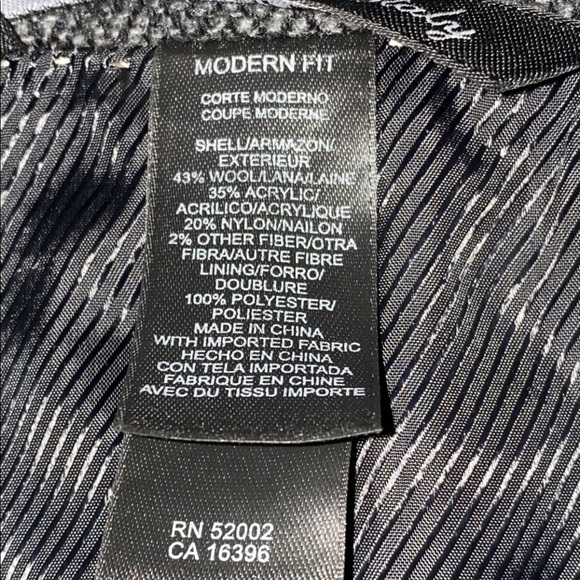 MODERN FIT
CORTE MODERNO
COUPE MODERNE
SHELL/ARMAZON/
EXTERIEUR
43% WOOL/LANA/LAINE
35% ACRYLIC/
ACRILICO/ACRYLIQUE
20% NYLON/NAILON
2% OTHER FIBER/OTRA
FIBRA/AUTRE FIBRE
LINING/FORRO/
DOUBLURE
100% POLYESTER/
POLIESTER
MADE IN CHINA
WITH IMPORTED FABRIC
HECHO EN CHINA
CON TELA IMPORTADA
FABRIQUE EN CHINE
AVEC DU TISSU IMPORTE
RN 52002
CA 16396